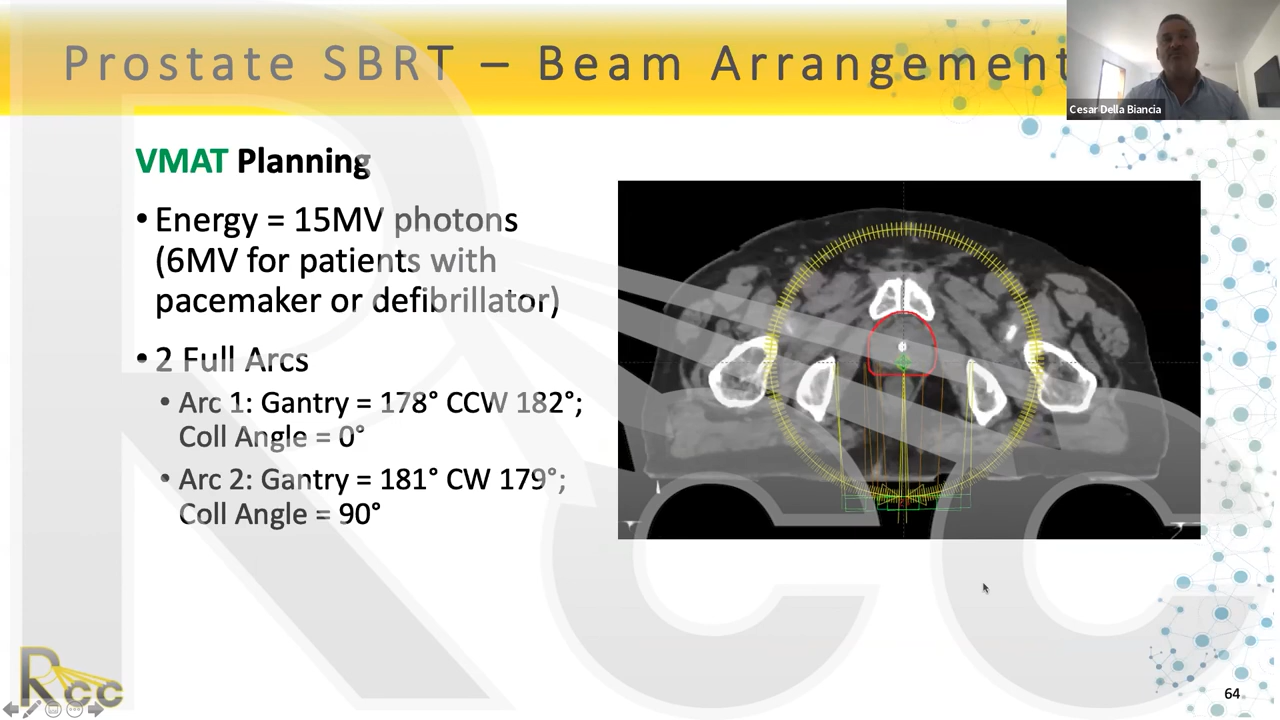 Prostate SBRT – Beam Arrangement
Cesar Della Biancia
VMAT Planning
• Energy = 15MV photons
(6MV for patients with
pacemaker or defibrillator)
• 2 Full Arcs
• Arc 1: Gantry = 178° CCW 182°;
Coll Angle = 0°
• Arc 2: Gantry = 181° CW 179°;
Coll Angle = 90°
Rcc
Rcc
64